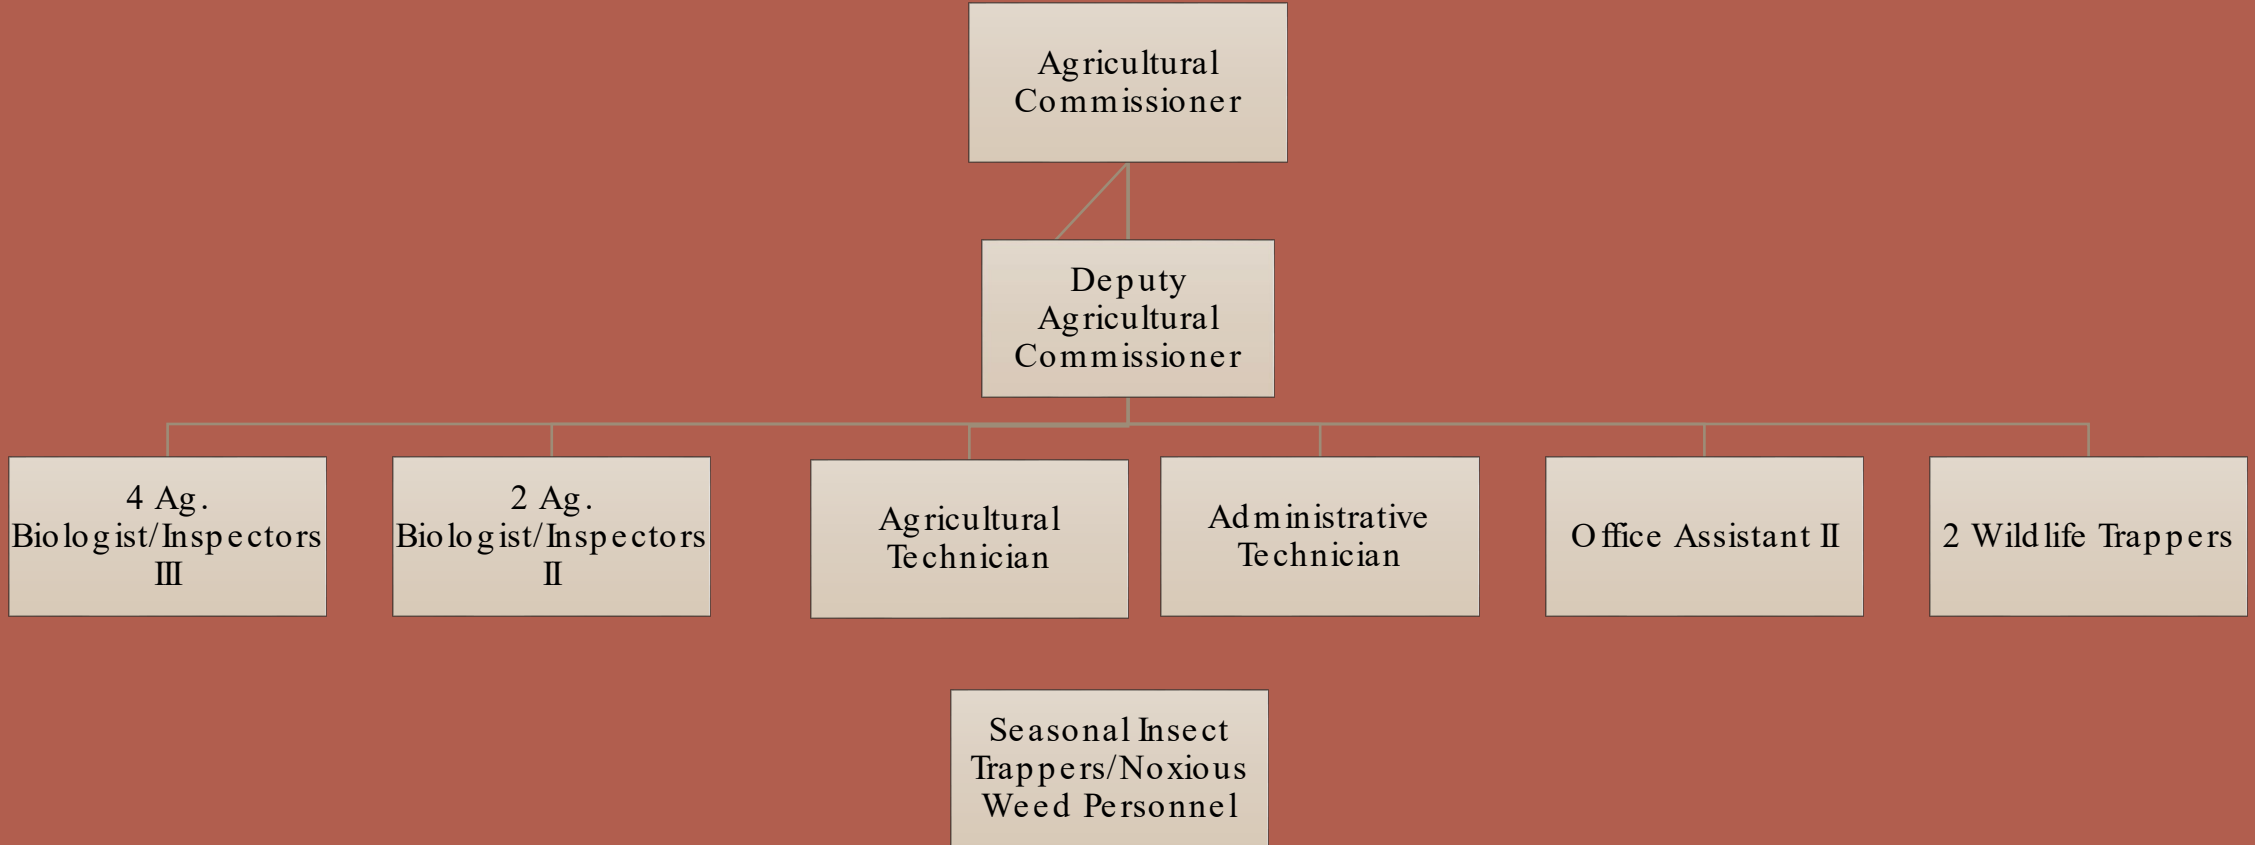 Agricultural
Commissioner
Deputy
Agricultural
Commissioner
4 Ag.
Biologist/Inspectors
III
2 Ag.
Biologist/Inspectors
II
Agricultural
Technician
Administrative
Technician
Office Assistant II
2 Wildlife Trappers
Seasonal Insect
Trappers/Noxious
Weed Personnel